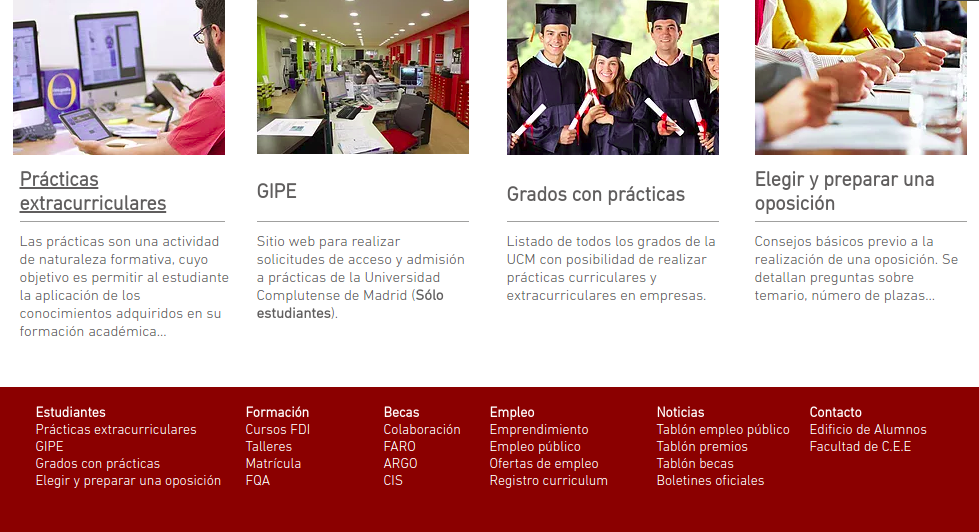 Prácticas
extracurriculares
Las prácticas son una actividad
de naturaleza formativa, cuyo
objetivo es permitir al estudiante
la aplicación de los
conocimientos adquiridos en su
formación académica...
GIPE
Sitio web para realizar
solicitudes de acceso y admisión
a prácticas de la Universidad
Complutense de Madrid (Sólo
estudiantes).
Grados con prácticas
Listado de todos los grados de la
UCM con posibilidad de realizar
prácticas curriculares y
extracurriculares en empresas.
Elegir y preparar una
oposición
Consejos básicos previo a la
realización de una oposición. Se
detallan preguntas sobre
temario, número de plazas...
Estudiantes
Prácticas extracurriculares
GIPE
Grados con prácticas
Elegir y preparar una oposición
Formación
Cursos FDI
Talleres
Matrícula
FQA
Becas
Colaboración
FARO
ARGO
CIS
Empleo
Emprendimiento
Empleo público
Ofertas de empleo
Registro curriculum
Noticias
Tablón empleo público
Tablón premios
Tablón becas
Boletines oficiales
Contacto
Edificio de Alumnos
Facultad de C.E.E